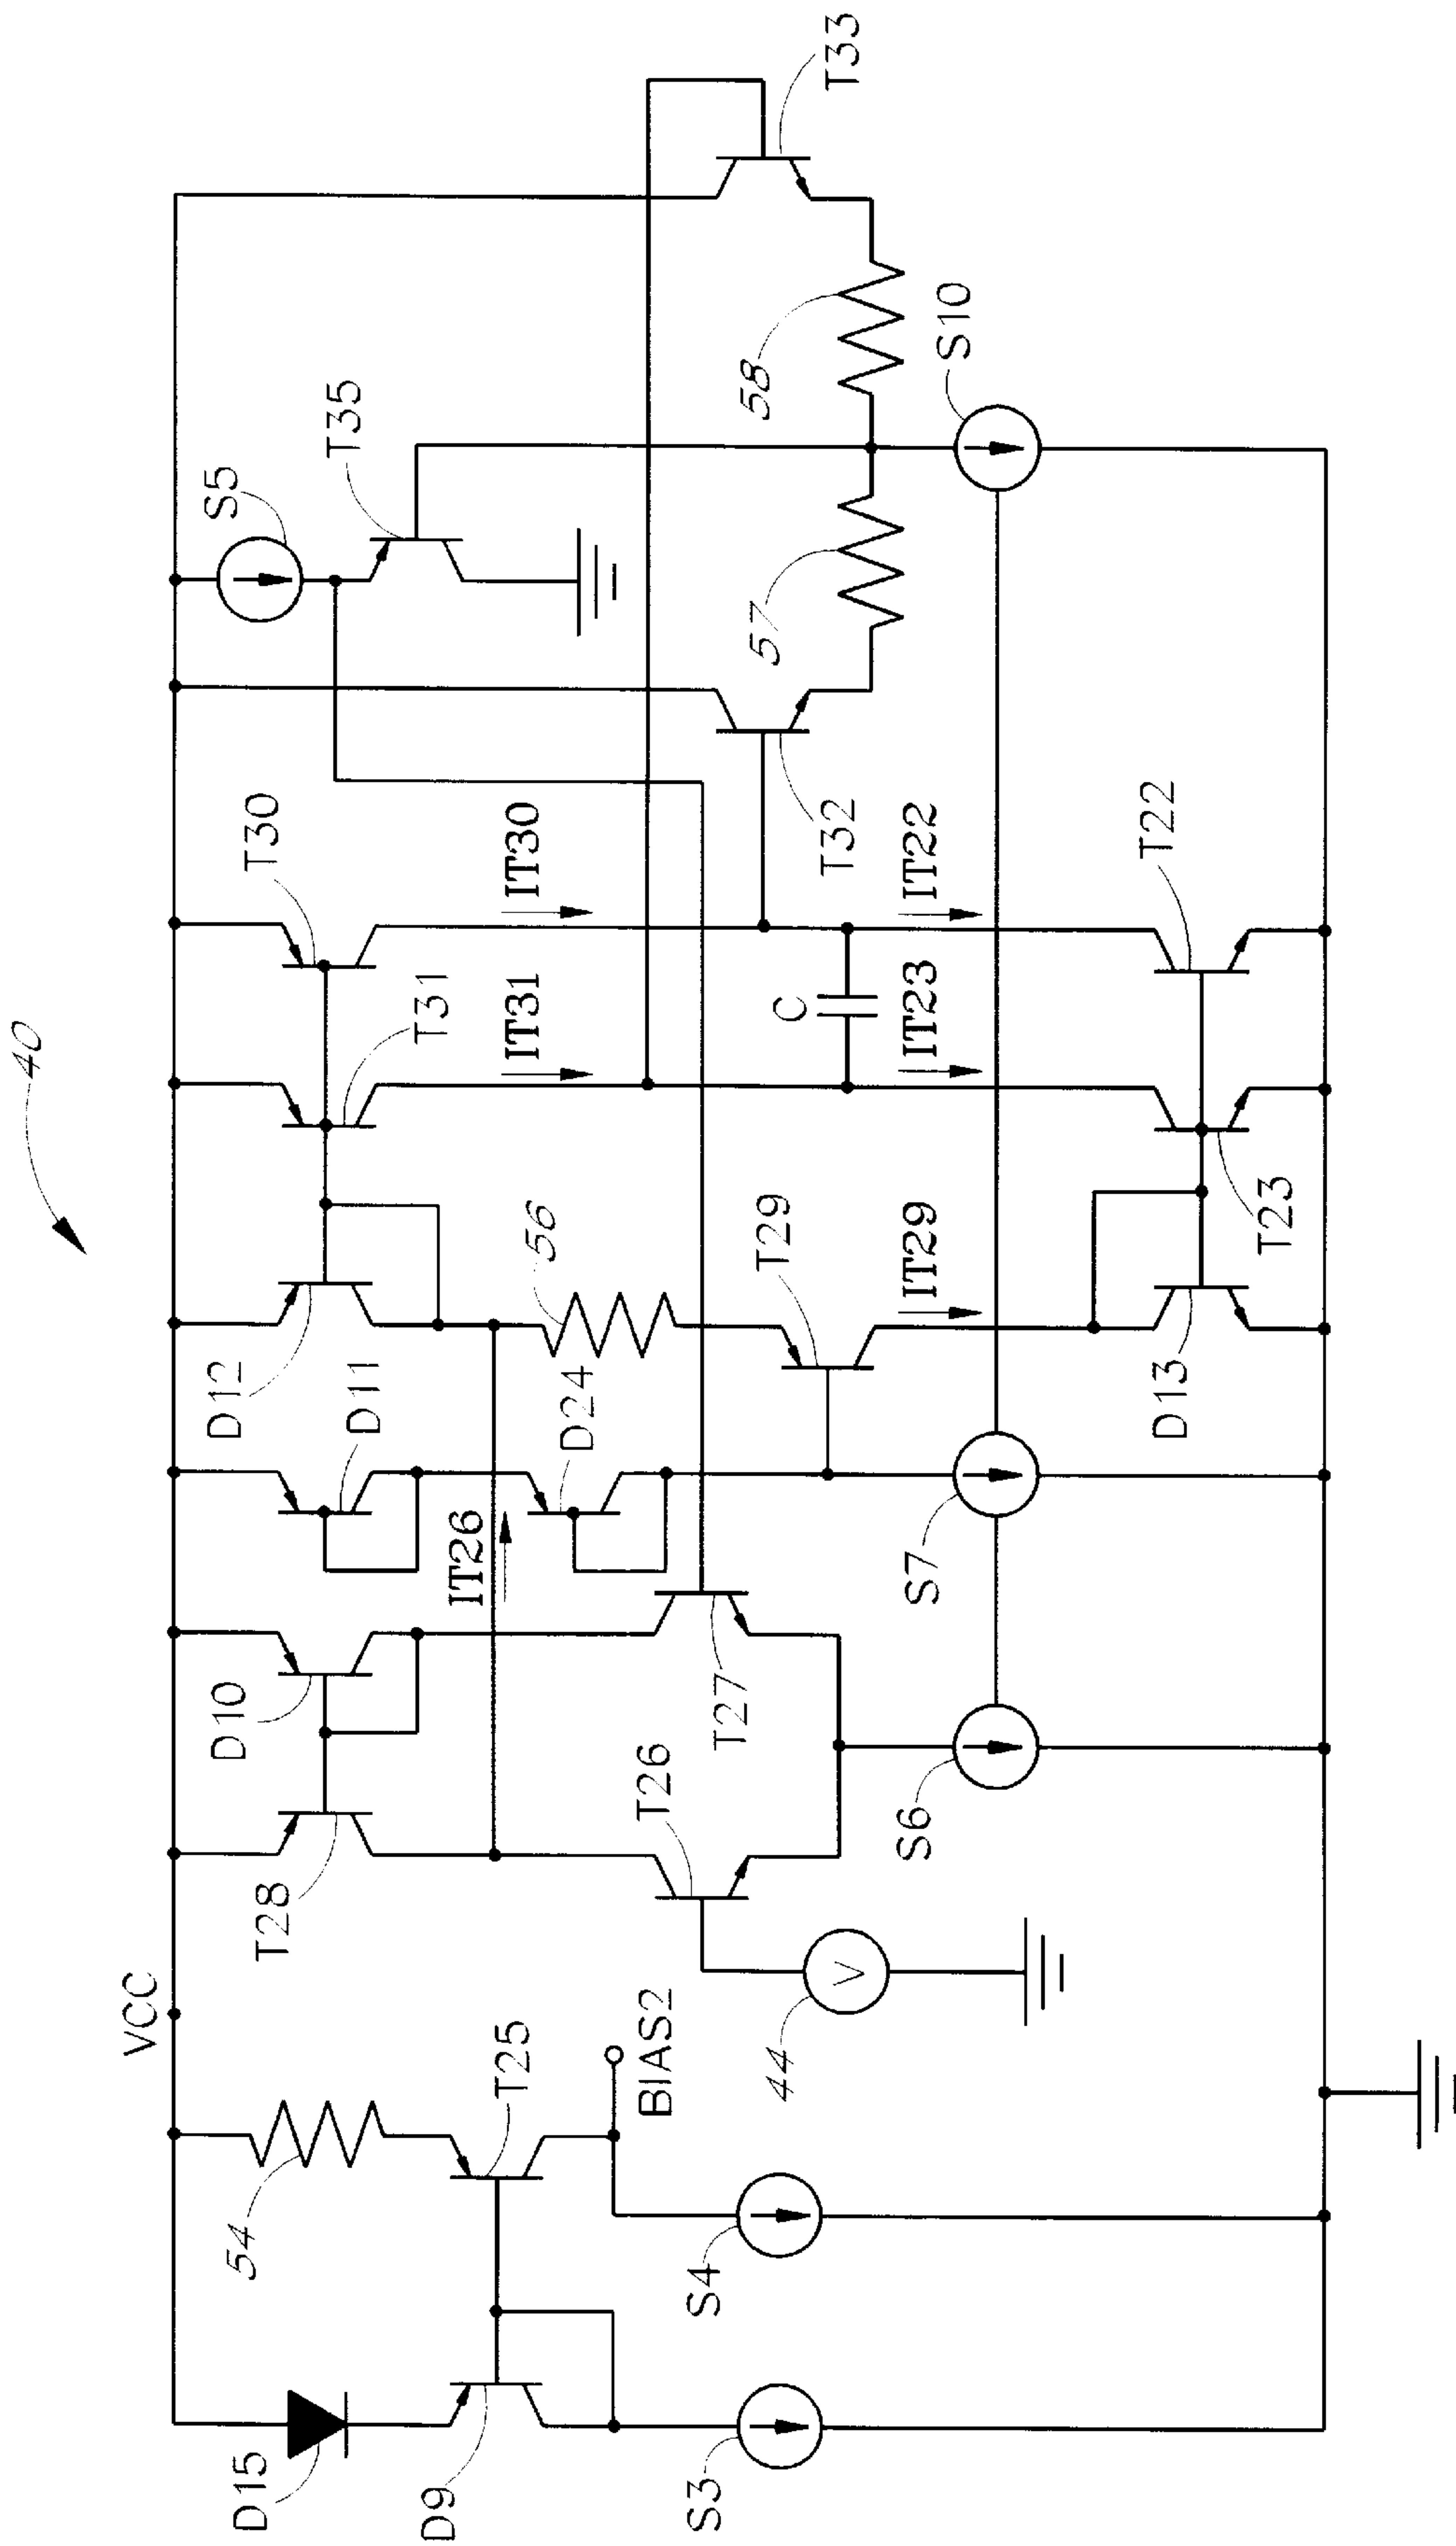 40
VCC
D15
54
D9
T25
BIAS2
S3
S4
44
V
T28
D10
D11
D12
T31
T30
S5
T35
IT26
D24
56
IT31
IT30
T26
T27
T29
C
T32
57
58
T33
S6
S7
IT29
IT23
IT22
S10
D13
T23
T22